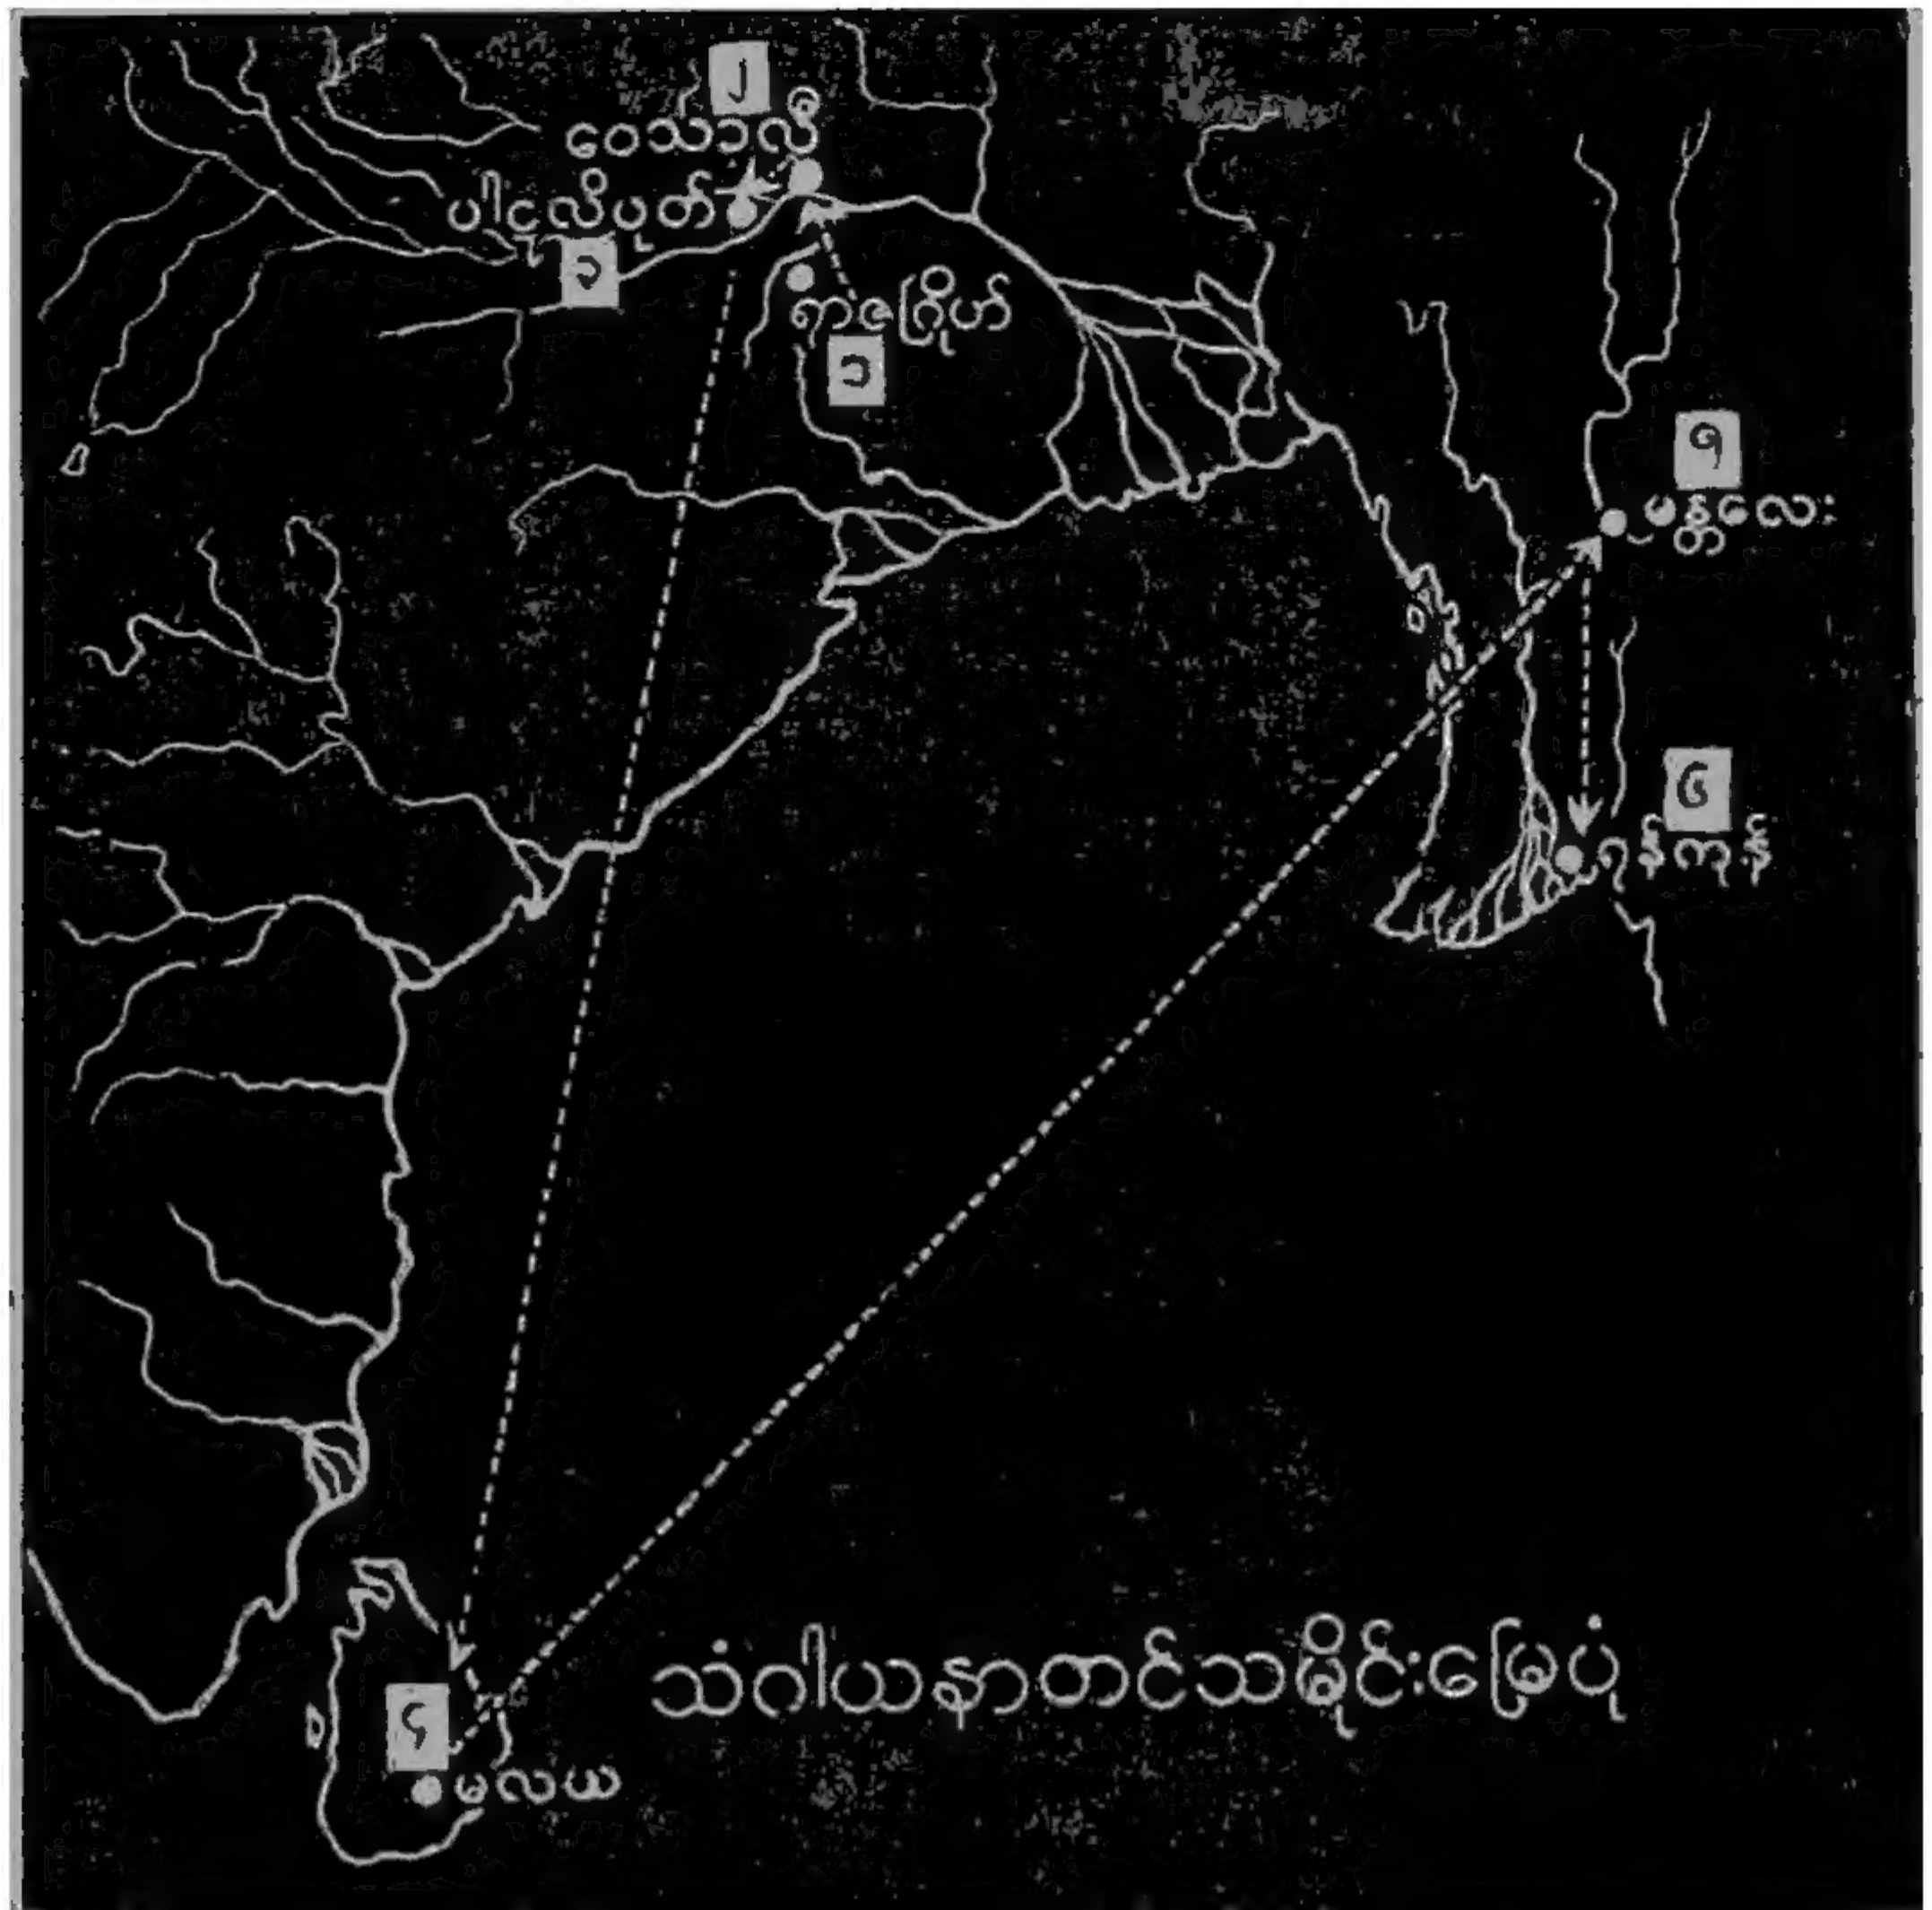 ၂
ဝေသာလီ
ပါဋလိပုတ်
၃
ရာဇဂြိုဟ်
၁
၅
မန္တလေး
၆
ရန်ကုန်
သံဂါယနာတင်သမိုင်းမြေပုံ
၄
မလယ